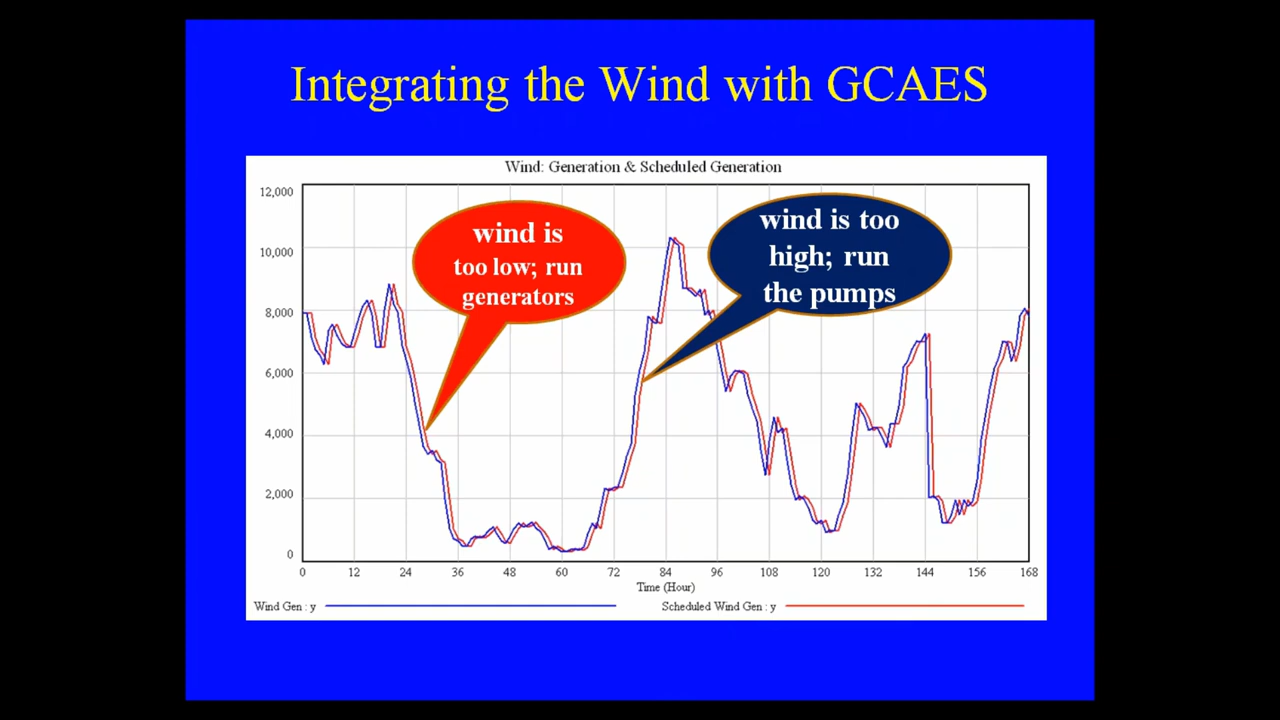 Integrating the Wind with GCAES
Wind: Generation & Scheduled Generation
12,000
10,000
8,000
6,000
4,000
2,000
0
wind is
too low; run
generators
wind is too
high; run
the pumps
0 12 24 36 48 60 72 84 96 108 120 132 144 156 168
Time (Hour)
Wind Gen : y
Scheduled Wind Gen : y